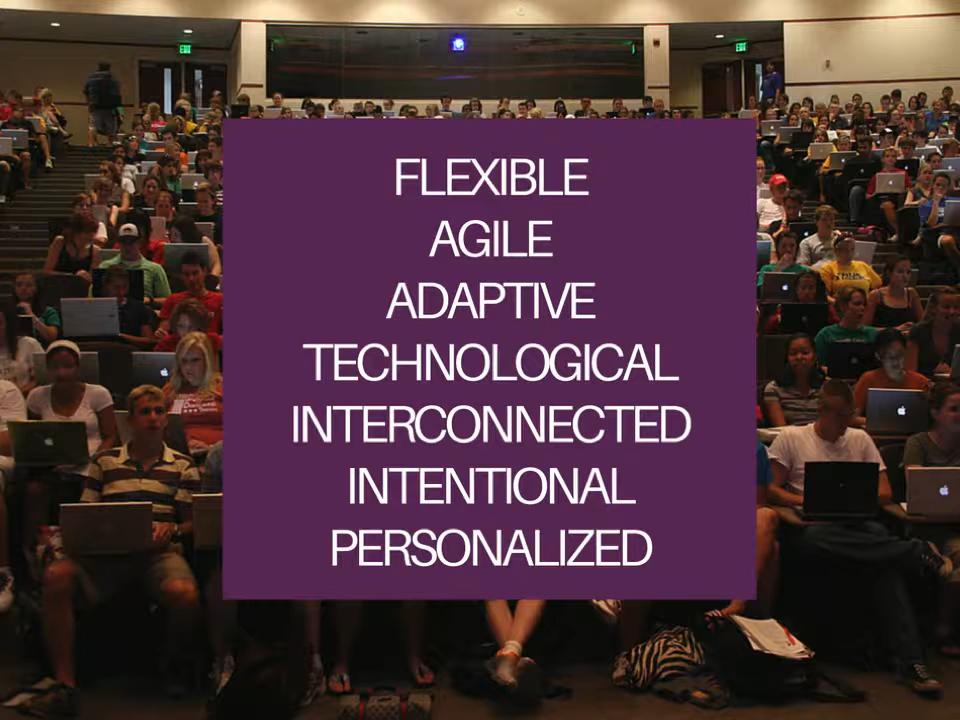 FLEXIBLE
AGILE
ADAPTIVE
TECHNOLOGICAL
INTERCONNECTED
INTENTIONAL
PERSONALIZED